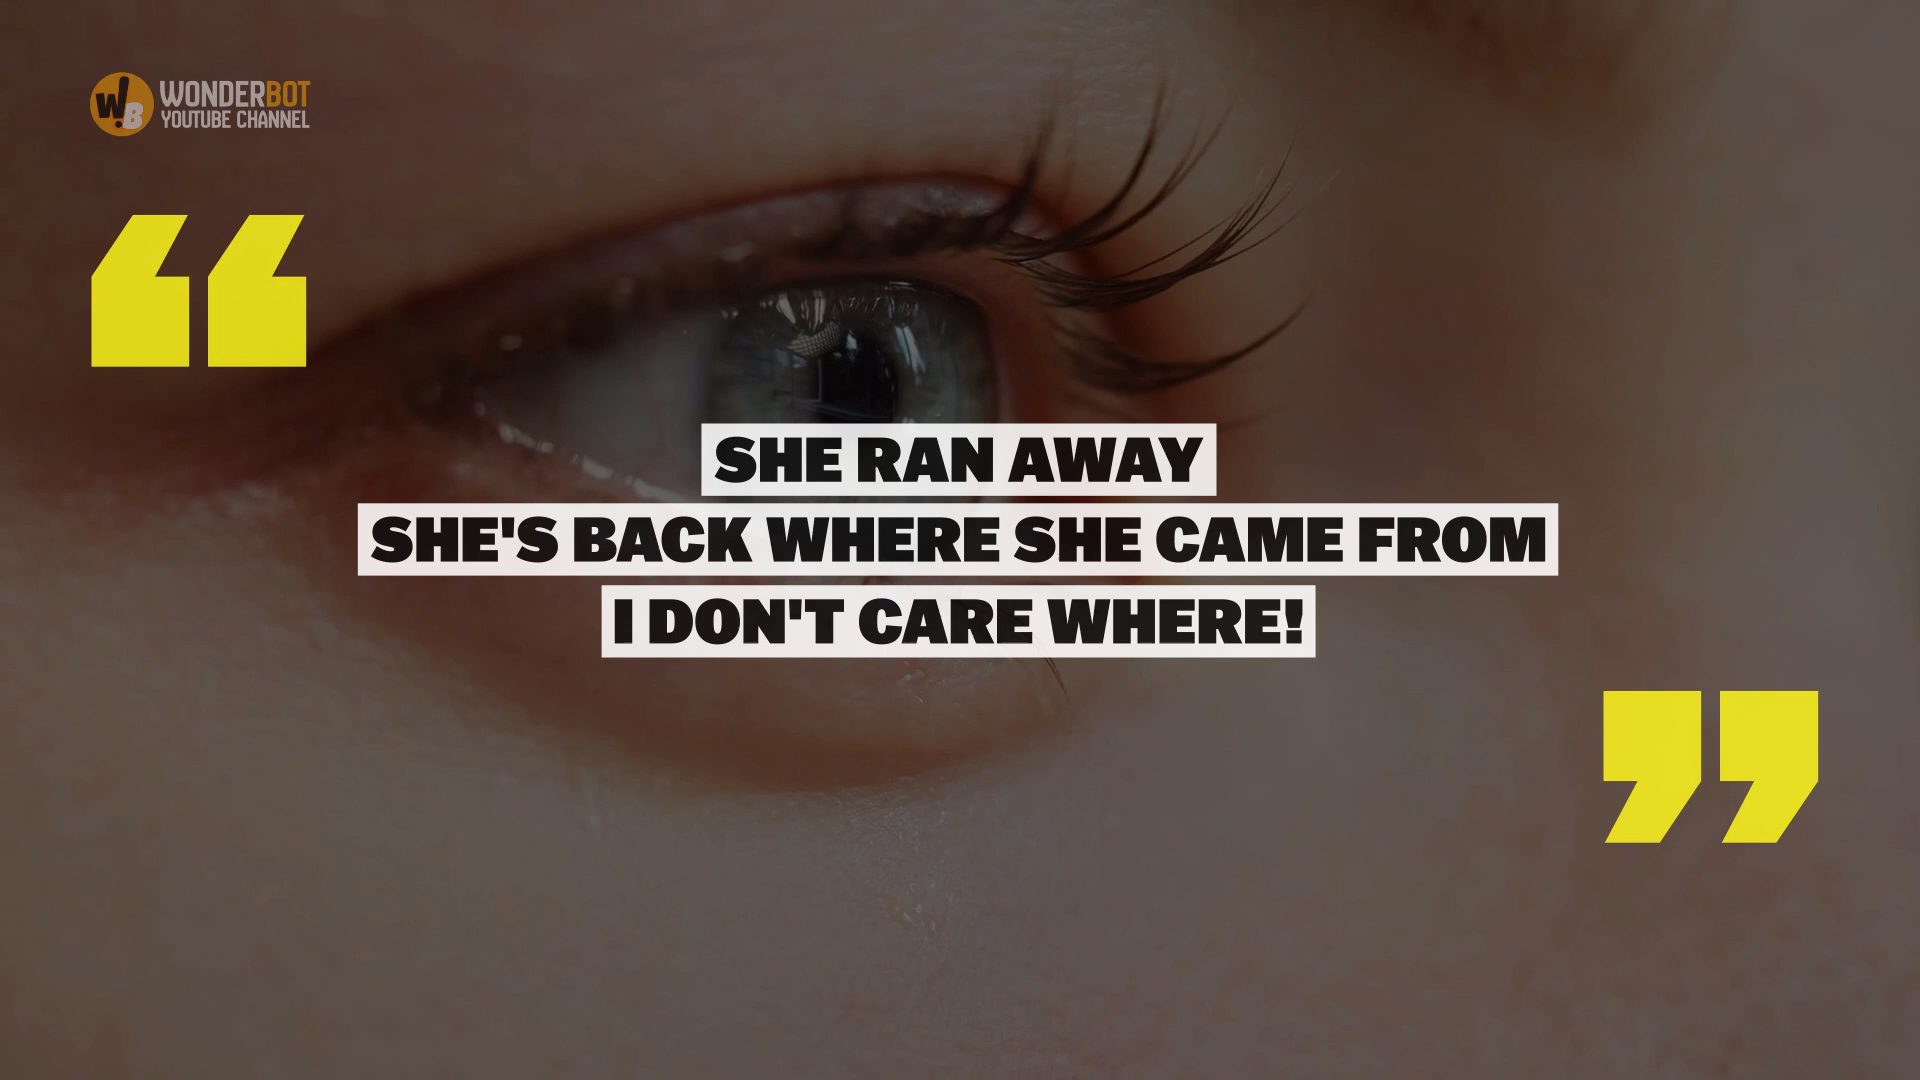 WONDERBOT
YOUTUBE CHANNEL
“
SHE RAN AWAY
SHE'S BACK WHERE SHE CAME FROM
I DON'T CARE WHERE!
”